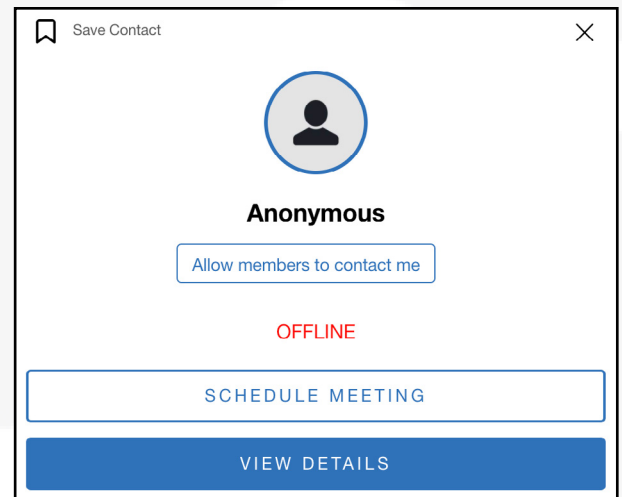 Save Contact
Anonymous
Allow members to contact me
OFFLINE
SCHEDULE MEETING
VIEW DETAILS